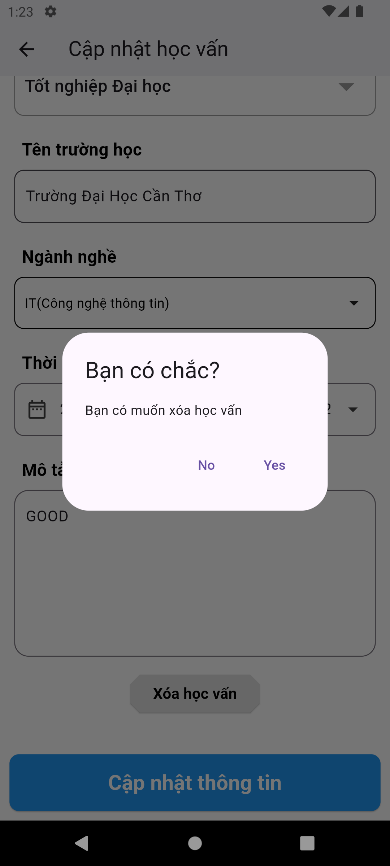 1:23
Cập nhật học vấn
Tốt nghiệp Đại học
Tên trường học
Trường Đại Học Cần Thơ
Ngành nghề
IT(Công nghệ thông tin)
Thời
Bạn có chắc?
Bạn có muốn xóa học vấn
No Yes
Mô tả
GOOD
Xóa học vấn
Cập nhật thông tin